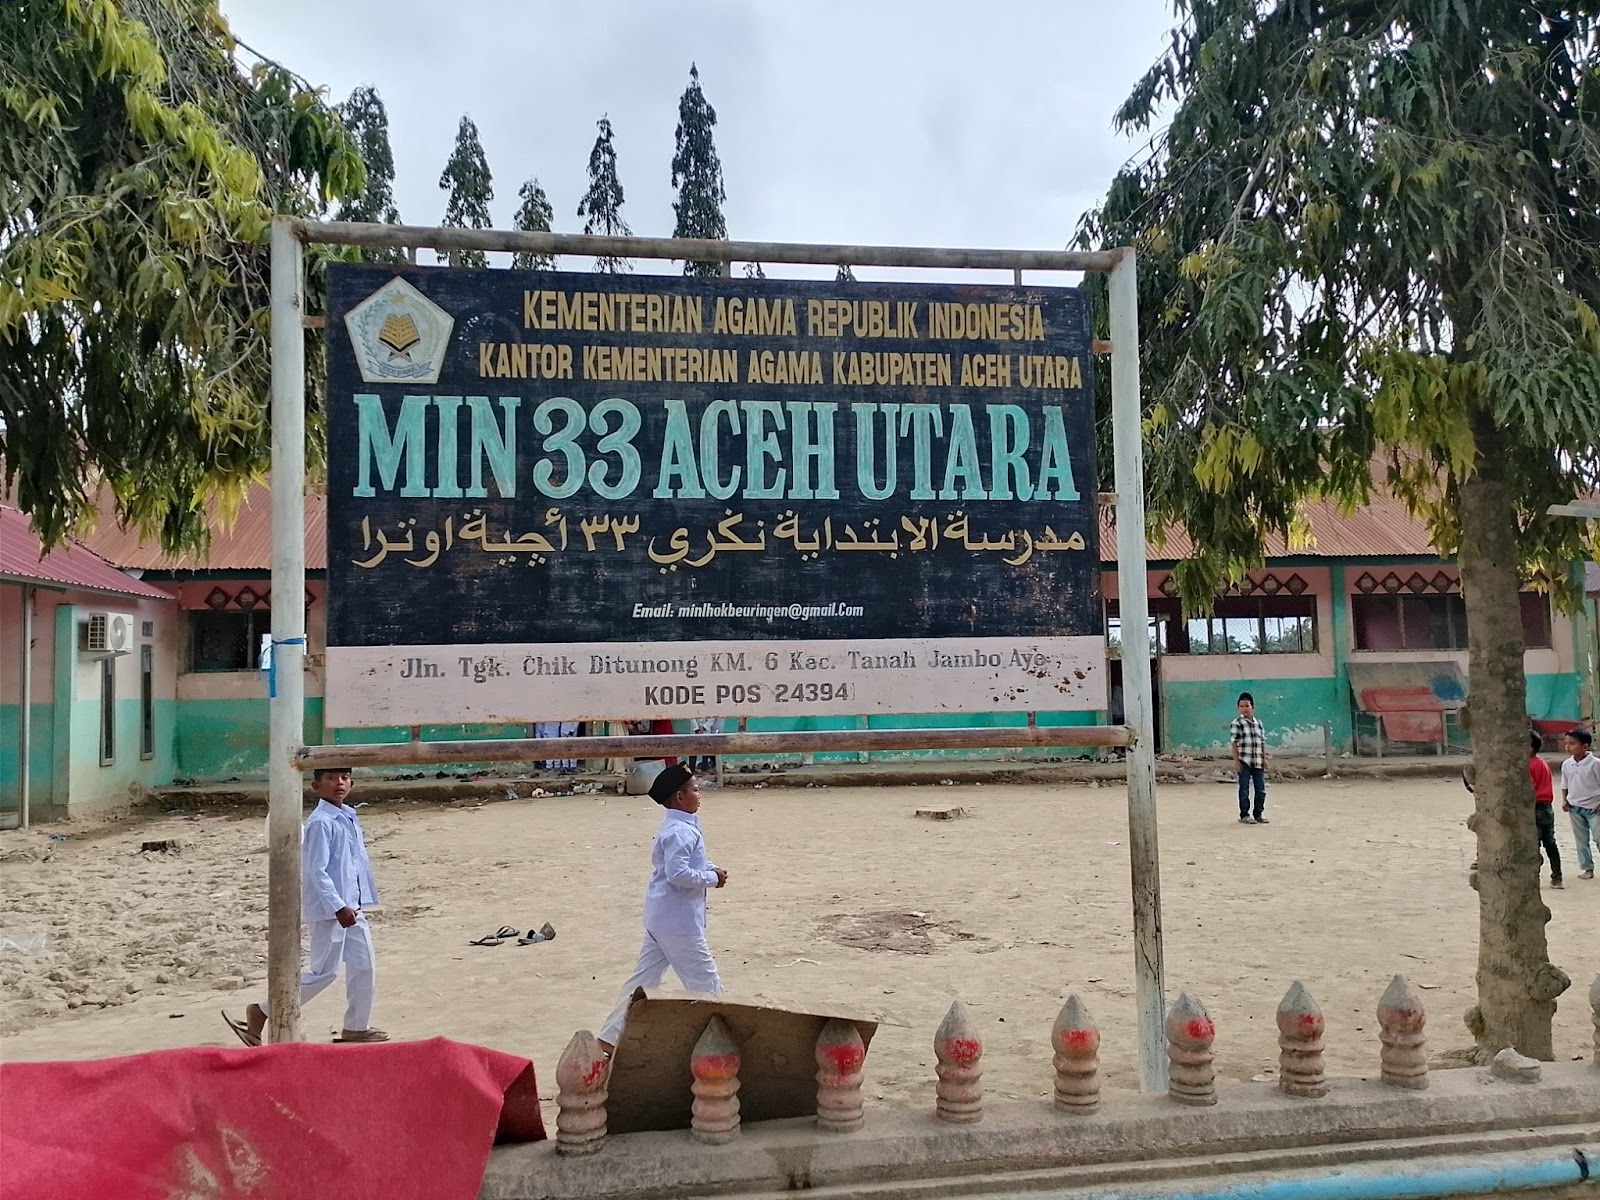 KEMENTERIAN AGAMA REPUBLIK INDONESIA
KANTOR KEMENTERIAN AGAMA KABUPATEN ACEH UTARA
MIN 33 ACEH UTARA
مدرسة الابتداية نكري ٣٣ أچية اوترا
Email: minlhokbeuringen@gmail.Com
Jln. Tgk. Chik Ditunong KM. 6 Kec. Tanah Jambo Aye
KODE POS 24394